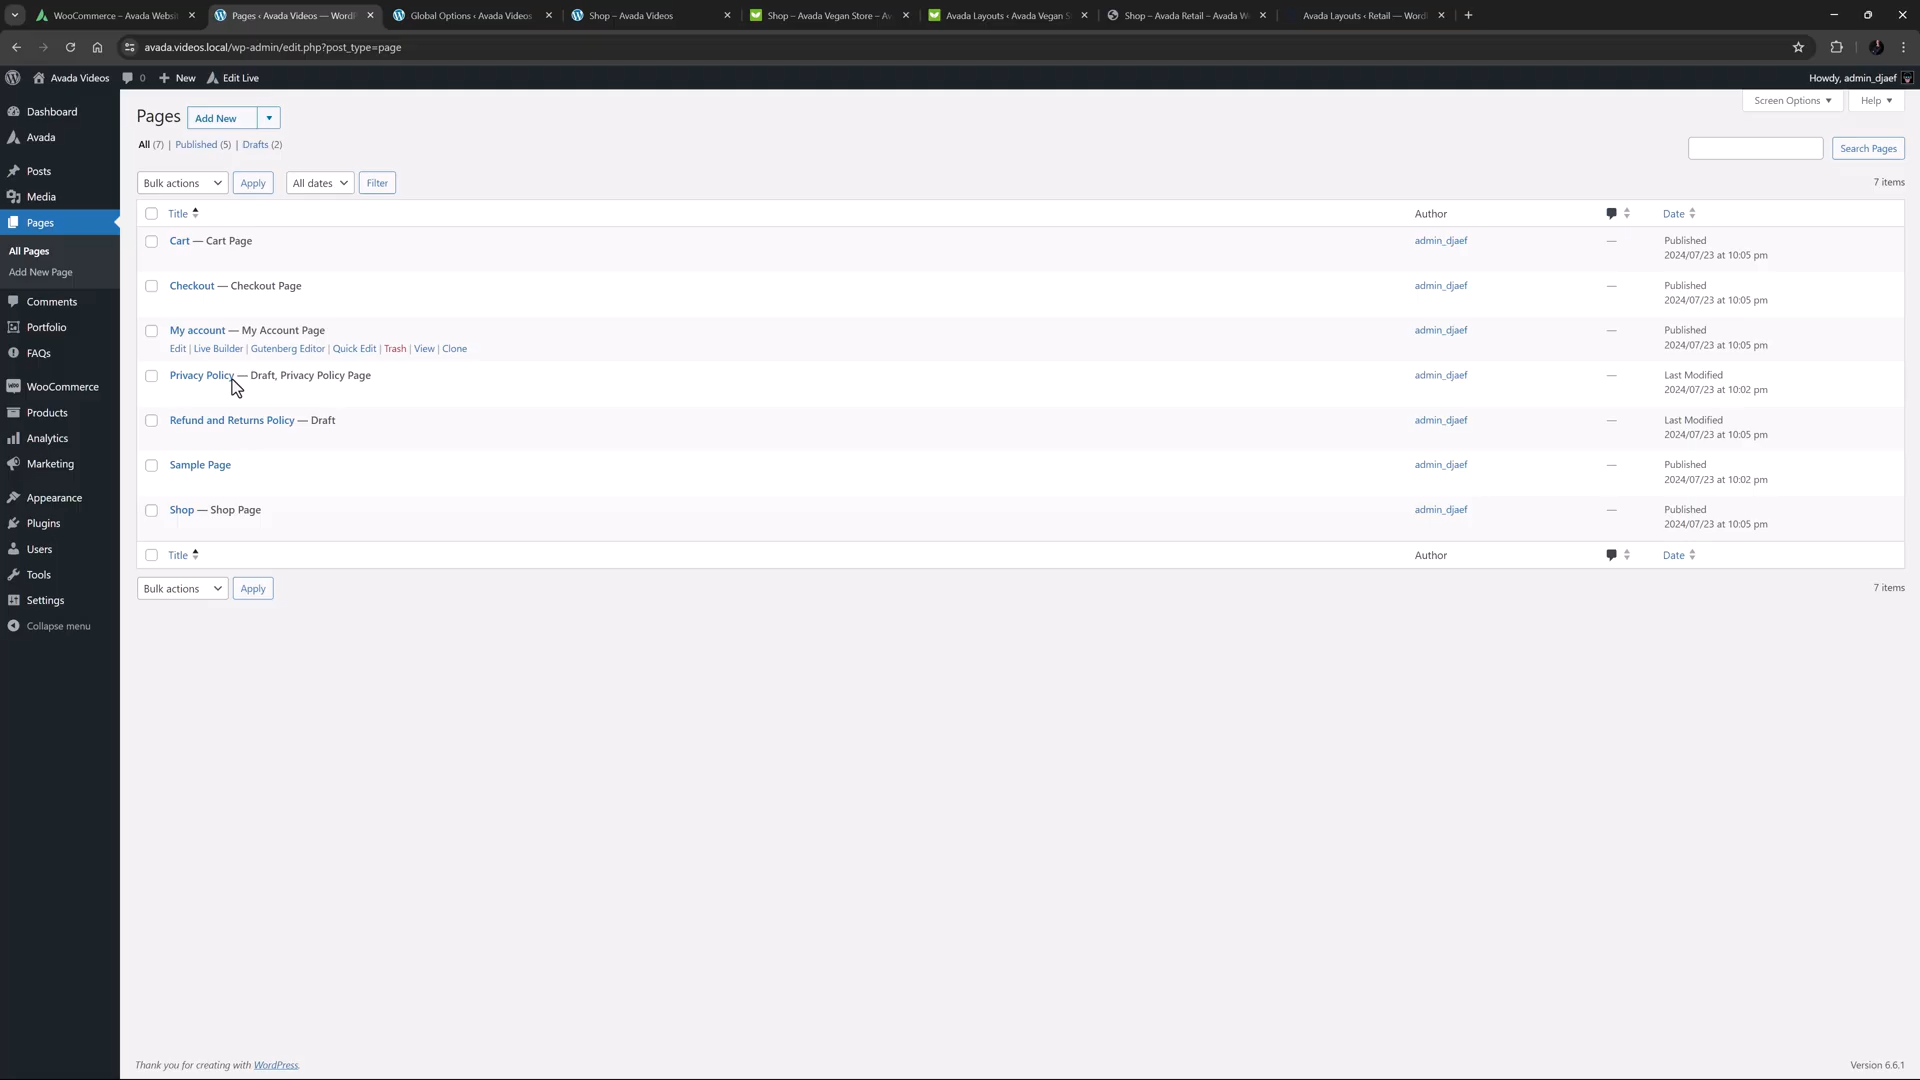 WooCommerce – Avada Websi
Pages ‹ Avada Videos — WordP
Global Options ‹ Avada Videos
Shop – Avada Videos
Shop – Avada Vegan Store – Av
Avada Layouts ‹ Avada Vegan S
Shop – Avada Retail – Avada W
Avada Layouts ‹ Retail — WordP
avada.videos.local/wp-admin/edit.php?post_type=page
Avada Videos
0
New
Edit Live
Howdy, admin_djaef
Dashboard
Avada
Posts
Media
Pages
All Pages
Add New Page
Comments
Portfolio
FAQs
WooCommerce
Products
Analytics
Marketing
Appearance
Plugins
Users
Tools
Settings
Collapse menu
Screen Options
Help
Pages
Add New
All (7) | Published (5) | Drafts (2)
Search Pages
Bulk actions
Apply
All dates
Filter
7 items
Title
Author
Date
Cart — Cart Page
admin_djaef
—
Published
2024/07/23 at 10:05 pm
Checkout — Checkout Page
admin_djaef
—
Published
2024/07/23 at 10:05 pm
My account — My Account Page
Edit | Live Builder | Gutenberg Editor | Quick Edit | Trash | View | Clone
admin_djaef
—
Published
2024/07/23 at 10:05 pm
Privacy Policy — Draft, Privacy Policy Page
admin_djaef
—
Last Modified
2024/07/23 at 10:02 pm
Refund and Returns Policy — Draft
admin_djaef
—
Last Modified
2024/07/23 at 10:05 pm
Sample Page
admin_djaef
—
Published
2024/07/23 at 10:02 pm
Shop — Shop Page
admin_djaef
—
Published
2024/07/23 at 10:05 pm
Title
Author
Date
Bulk actions
Apply
7 items
Thank you for creating with WordPress.
Version 6.6.1